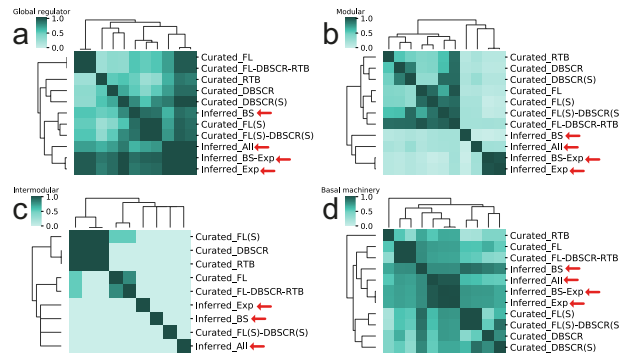 Global regulator
1.0
0.5
0.0
a
Curated_FL
Curated_FL-DBSCR-RTB
Curated_RTB
Curated_DBSCR
Curated_DBSCR(S)
Inferred_BS
Curated_FL(S)
Curated_FL(S)-DBSCR(S)
Inferred_All
Inferred_BS-Exp
Inferred_Exp
Modular
1.0
0.5
0.0
b
Curated_RTB
Curated_DBSCR
Curated_DBSCR(S)
Curated_FL
Curated_FL(S)
Curated_FL(S)-DBSCR(S
Curated_FL-DBSCR-RTB
Inferred_BS
Inferred_All
Inferred_BS-Exp
Inferred_Exp
Intermodular
1.0
0.5
0.0
c
Curated_FL(S)
Curated_DBSCR
Curated_RTB
Curated_FL
Curated_FL-DBSCR-RTB
Inferred_Exp
Inferred_BS
Curated_FL(S)-DBSCR(S)
Inferred_All
Basal machinery
1.0
0.5
0.0
d
Curated_RTB
Curated_FL
Curated_FL-DBSCR-RTB
Inferred_BS
Inferred_All
Inferred_BS-Exp
Inferred_Exp
Curated_FL(S)
Curated_FL(S)-DBSCR(S)
Curated_DBSCR
Curated_DBSCR(S)